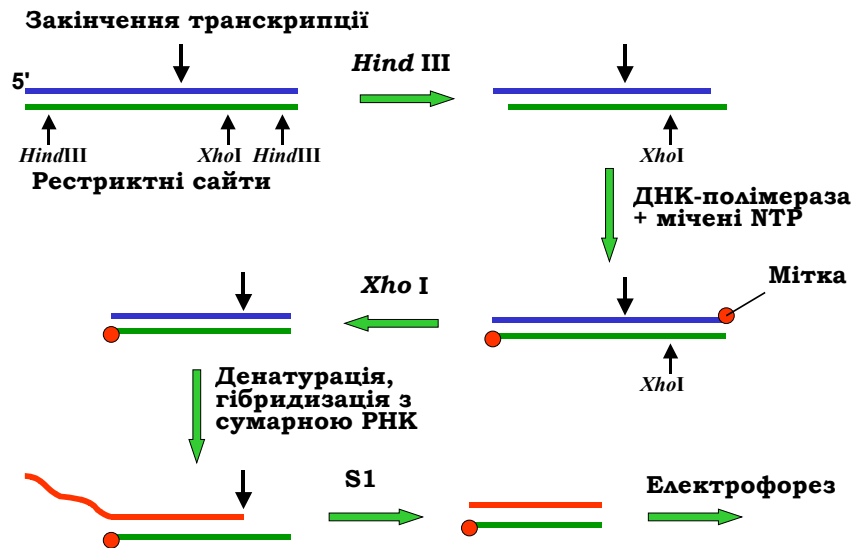 Закінчення транскрипції
5'
Hind III
HindIII
XhoI
HindIII
Рестриктні сайти
XhoI
ДНК-полімераза
+ мічені NTP
Мітка
Xho I
XhoI
Денатурація,
гібридизація з
сумарною РНК
S1
Електрофорез